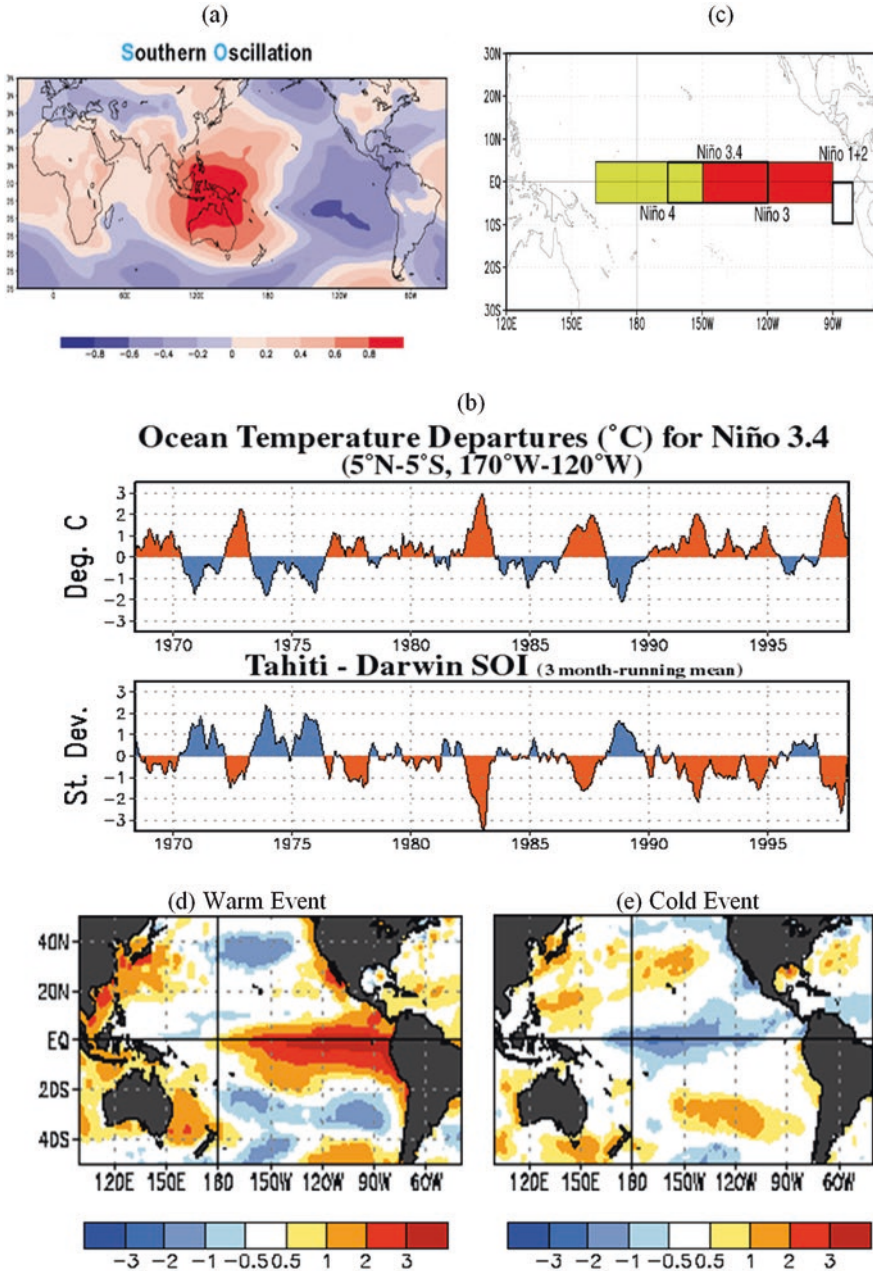 (a)
Southern Oscillation
0 60E 120E 180 120W 60W
-0.8 -0.6 -0.4 -0.2 0 0.2 0.4 0.6 0.8
(c)
30N
20N
10N
EQ
10S
20S
30S
Niño 3.4
Niño 1+2
Niño 4
Niño 3
120E 150E 180 150W 120W 90W
(b)
Ocean Temperature Departures (°C) for Niño 3.4
(5°N-5°S, 170°W-120°W)
Deg. C
3
2
1
0
-1
-2
-3
1970 1975 1980 1985 1990 1995
Tahiti - Darwin SOI (3 month-running mean)
St. Dev.
3
2
1
0
-1
-2
-3
1970 1975 1980 1985 1990 1995
(d) Warm Event
40N
20N
EQ
20S
40S
120E 150E 180 150W 120W 90W 60W
-3 -2 -1 -0.5 0.5 1 2 3
(e) Cold Event
120E 150E 180 150W 120W 90W 60W
-3 -2 -1 -0.5 0.5 1 2 3